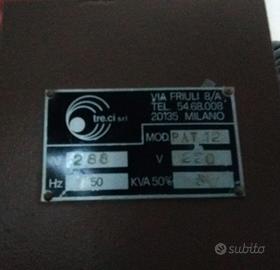 tre.ci srl
VIA FRIULI 8/A
TEL. 54.68.008
20135 MILANO
MOD PAT 12
288 V 220
Hz 50 KVA 50%
subito